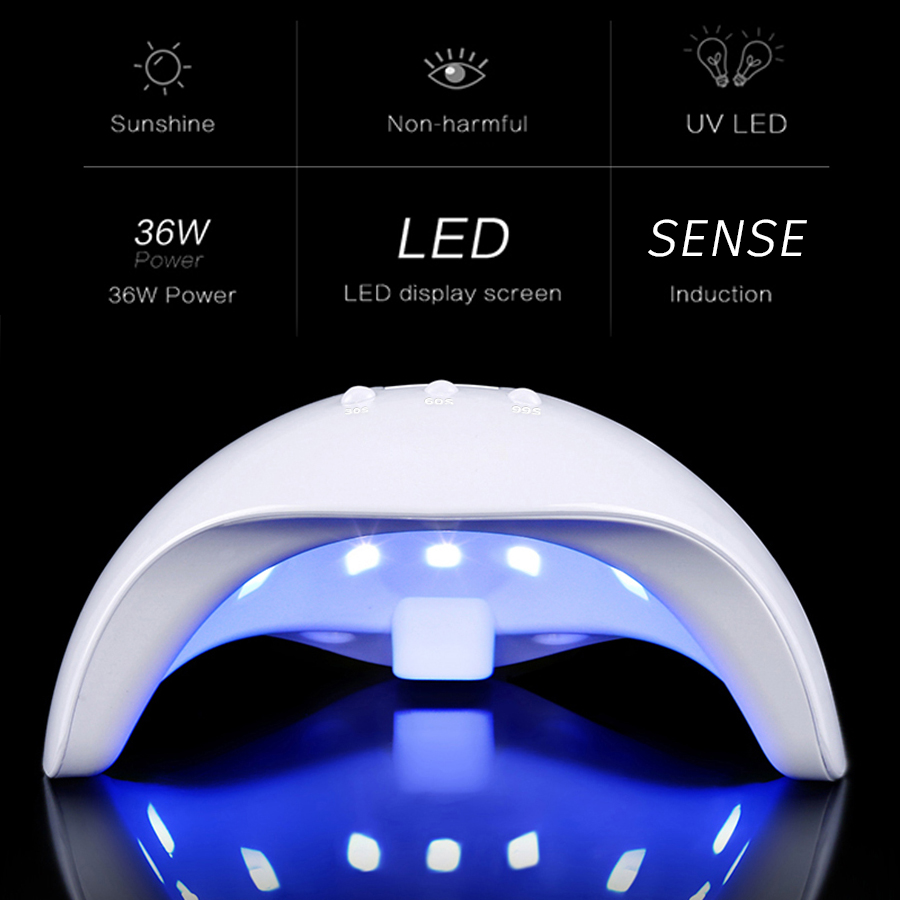 Sunshine
Non-harmful
UV LED
36W
Power
36W Power
LED
LED display screen
SENSE
Induction
30S
60S
99S